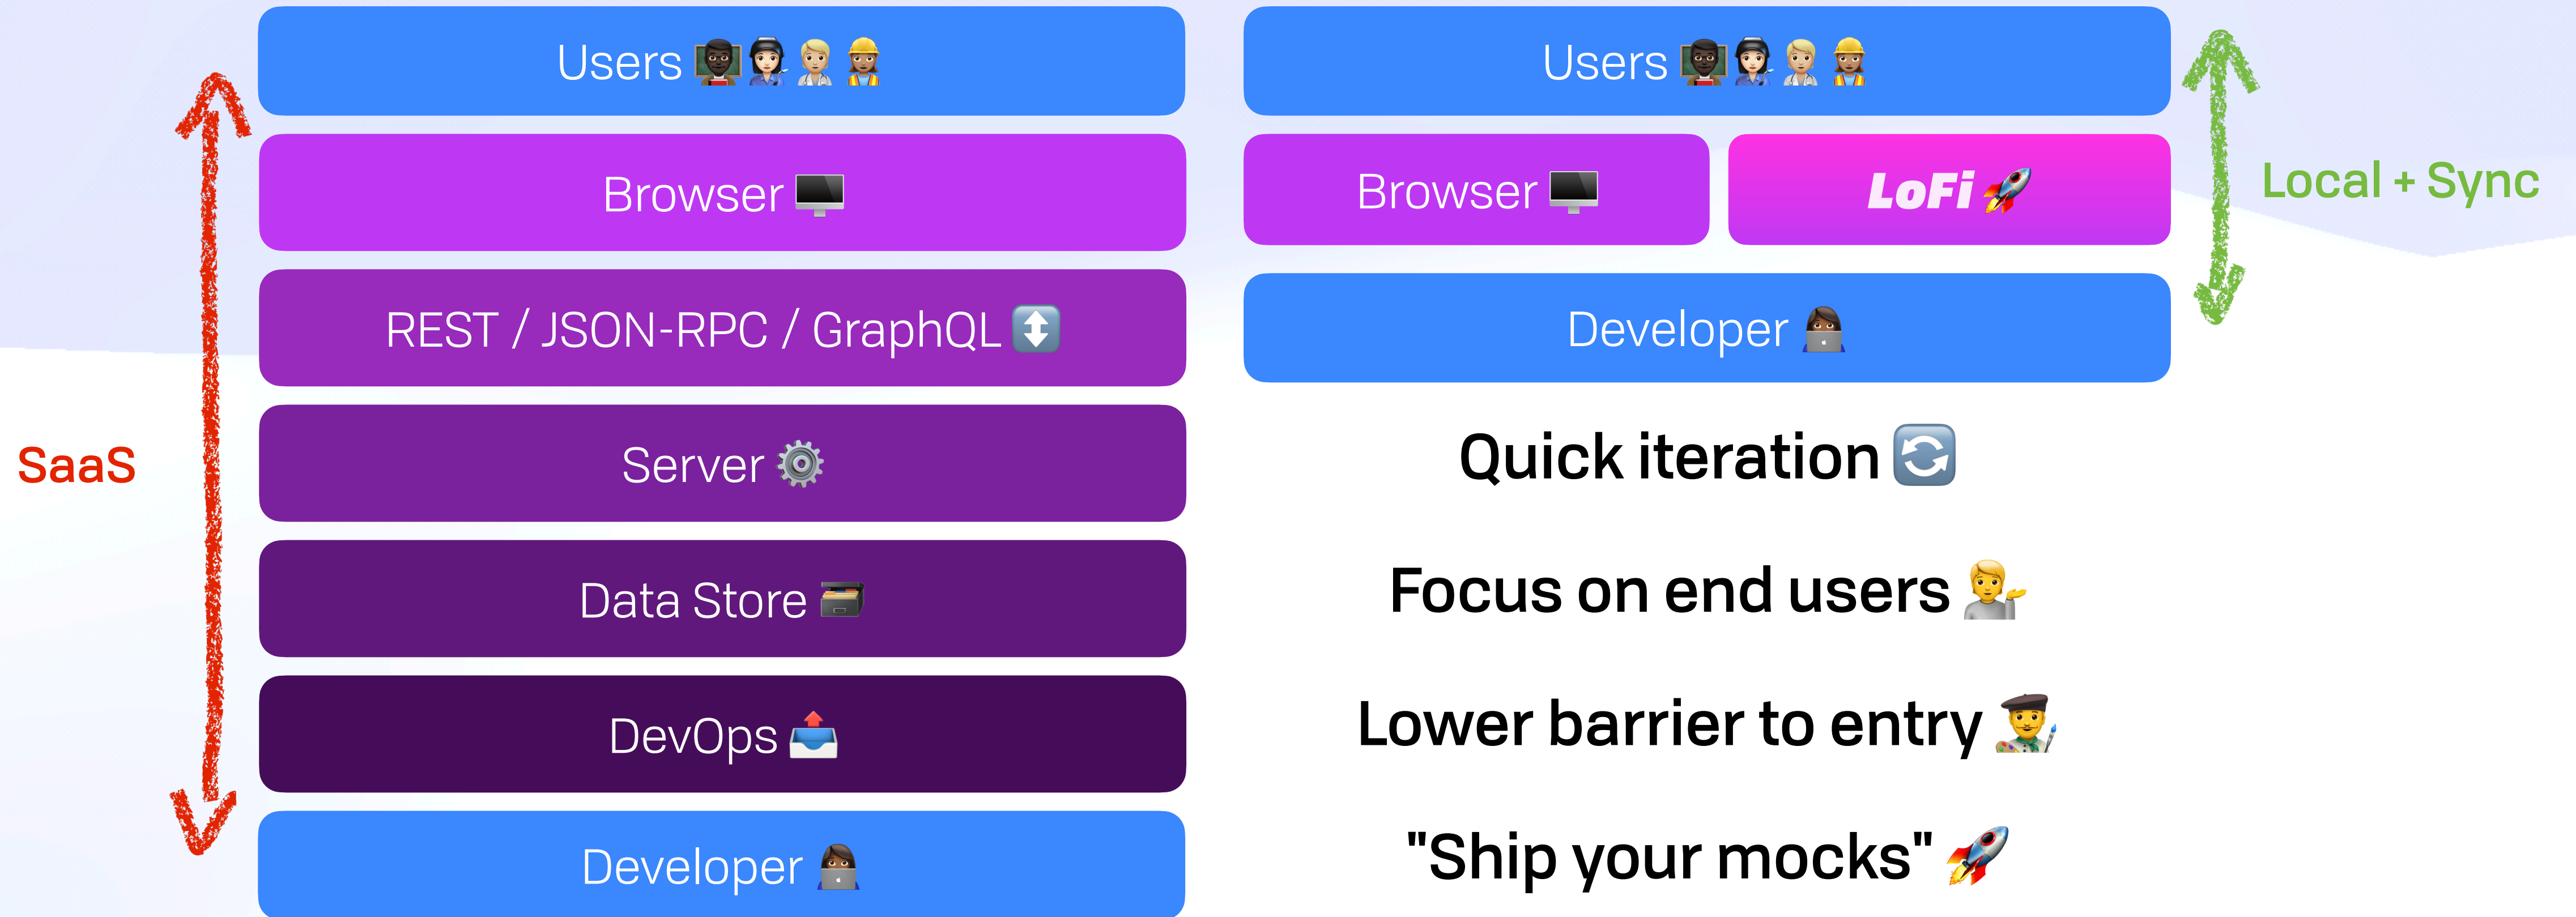 SaaS
Users 👨🏿‍🏫👩🏻‍🏭🧑🏼‍⚕️👷🏽‍♀️
Browser 🖥️
REST / JSON-RPC / GraphQL ↕️
Server ⚙️
Data Store 🗃️
DevOps 📤
Developer 👩🏾‍💻
Users 👨🏿‍🏫👩🏻‍🏭🧑🏼‍⚕️👷🏽‍♀️
Browser 🖥️
LoFi 🚀
Developer 👩🏾‍💻
Local + Sync
Quick iteration 🔄
Focus on end users 💁
Lower barrier to entry 👨‍🎨
"Ship your mocks" 🚀